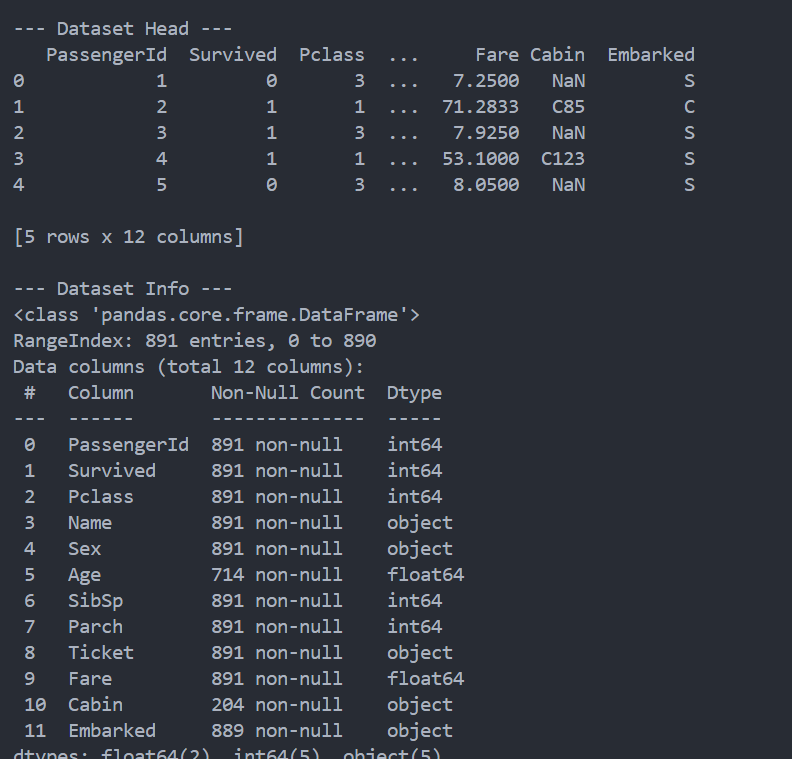 --- Dataset Head ---
   PassengerId  Survived  Pclass  ...     Fare Cabin  Embarked
0            1         0       3  ...   7.2500   NaN         S
1            2         1       1  ...  71.2833   C85         C
2            3         1       3  ...   7.9250   NaN         S
3            4         1       1  ...  53.1000  C123         S
4            5         0       3  ...   8.0500   NaN         S
[5 rows x 12 columns]
--- Dataset Info ---
<class 'pandas.core.frame.DataFrame'>
RangeIndex: 891 entries, 0 to 890
Data columns (total 12 columns):
 #   Column       Non-Null Count  Dtype
---  ------       --------------  -----
 0   PassengerId  891 non-null    int64
 1   Survived     891 non-null    int64
 2   Pclass       891 non-null    int64
 3   Name         891 non-null    object
 4   Sex          891 non-null    object
 5   Age          714 non-null    float64
 6   SibSp        891 non-null    int64
 7   Parch        891 non-null    int64
 8   Ticket       891 non-null    object
 9   Fare         891 non-null    float64
 10  Cabin        204 non-null    object
 11  Embarked     889 non-null    object
dtypes: float64(2), int64(5), object(5)